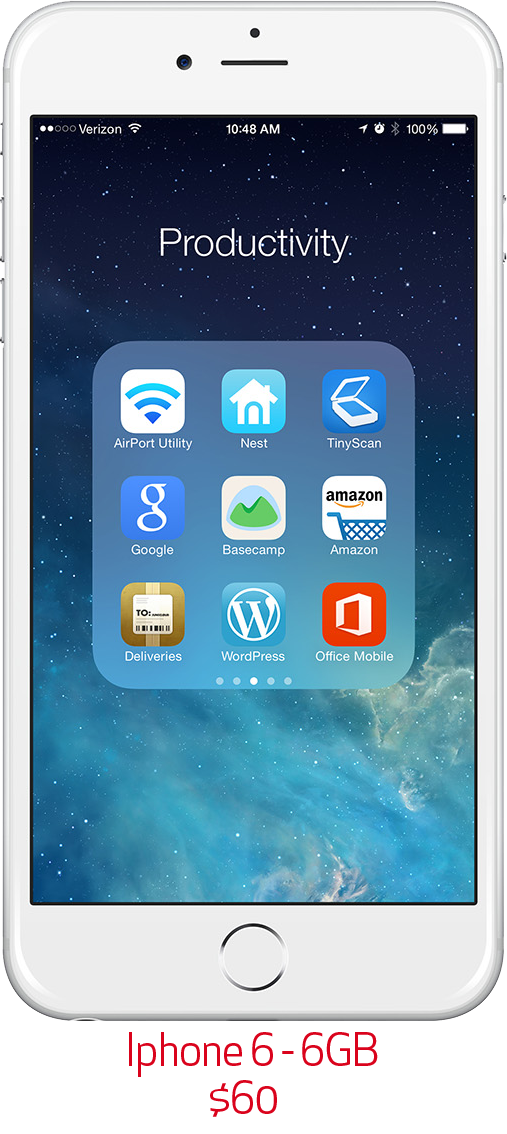 Verizon 10:48 AM 100%
Productivity
AirPort Utility Nest TinyScan
g amazon
Google Basecamp Amazon
TO:
Deliveries WordPress Office Mobile
Iphone 6 - 6GB
$60